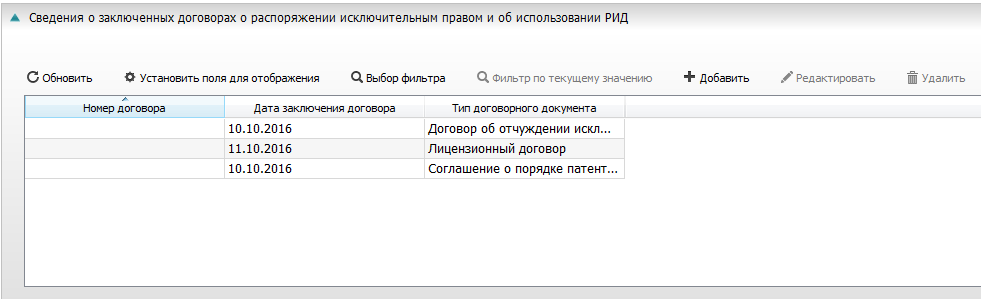 Сведения о заключенных договорах о распоряжении исключительным правом и об использовании РИД
Обновить Установить поля для отображения Выбор фильтра Фильтр по текущему значению Добавить Редактировать Удалить
Номер договора Дата заключения договора Тип договорного документа
10.10.2016 Договор об отчуждении искл...
11.10.2016 Лицензионный договор
10.10.2016 Соглашение о порядке патент...